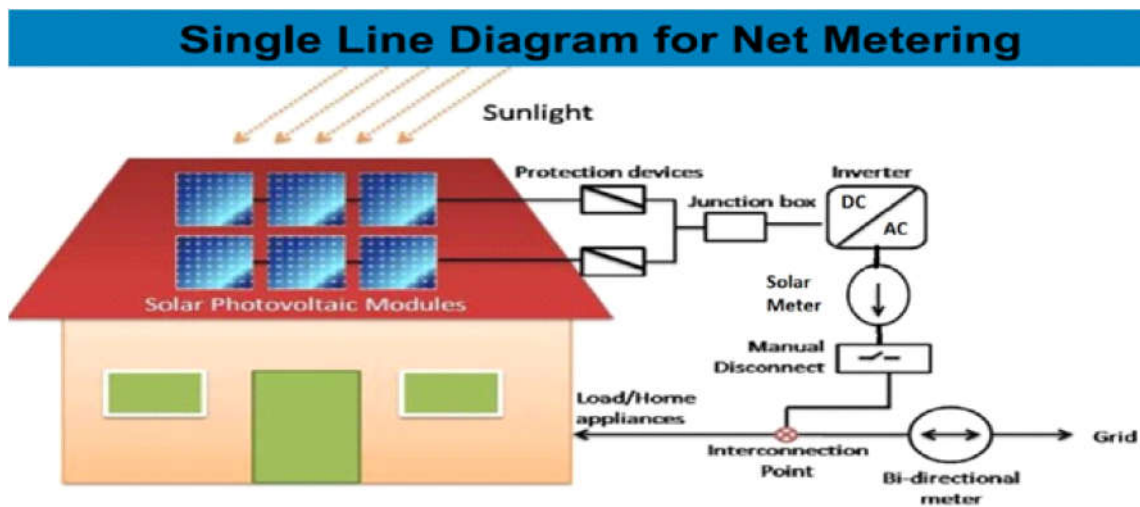 Single Line Diagram for Net Metering
Sunlight
Protection devices
Inverter
Junction box
DC
AC
Solar Photovoltaic Modules
Solar
Meter
Manual
Disconnect
Load/Home
appliances
Interconnection
Point
Grid
Bi-directional
meter